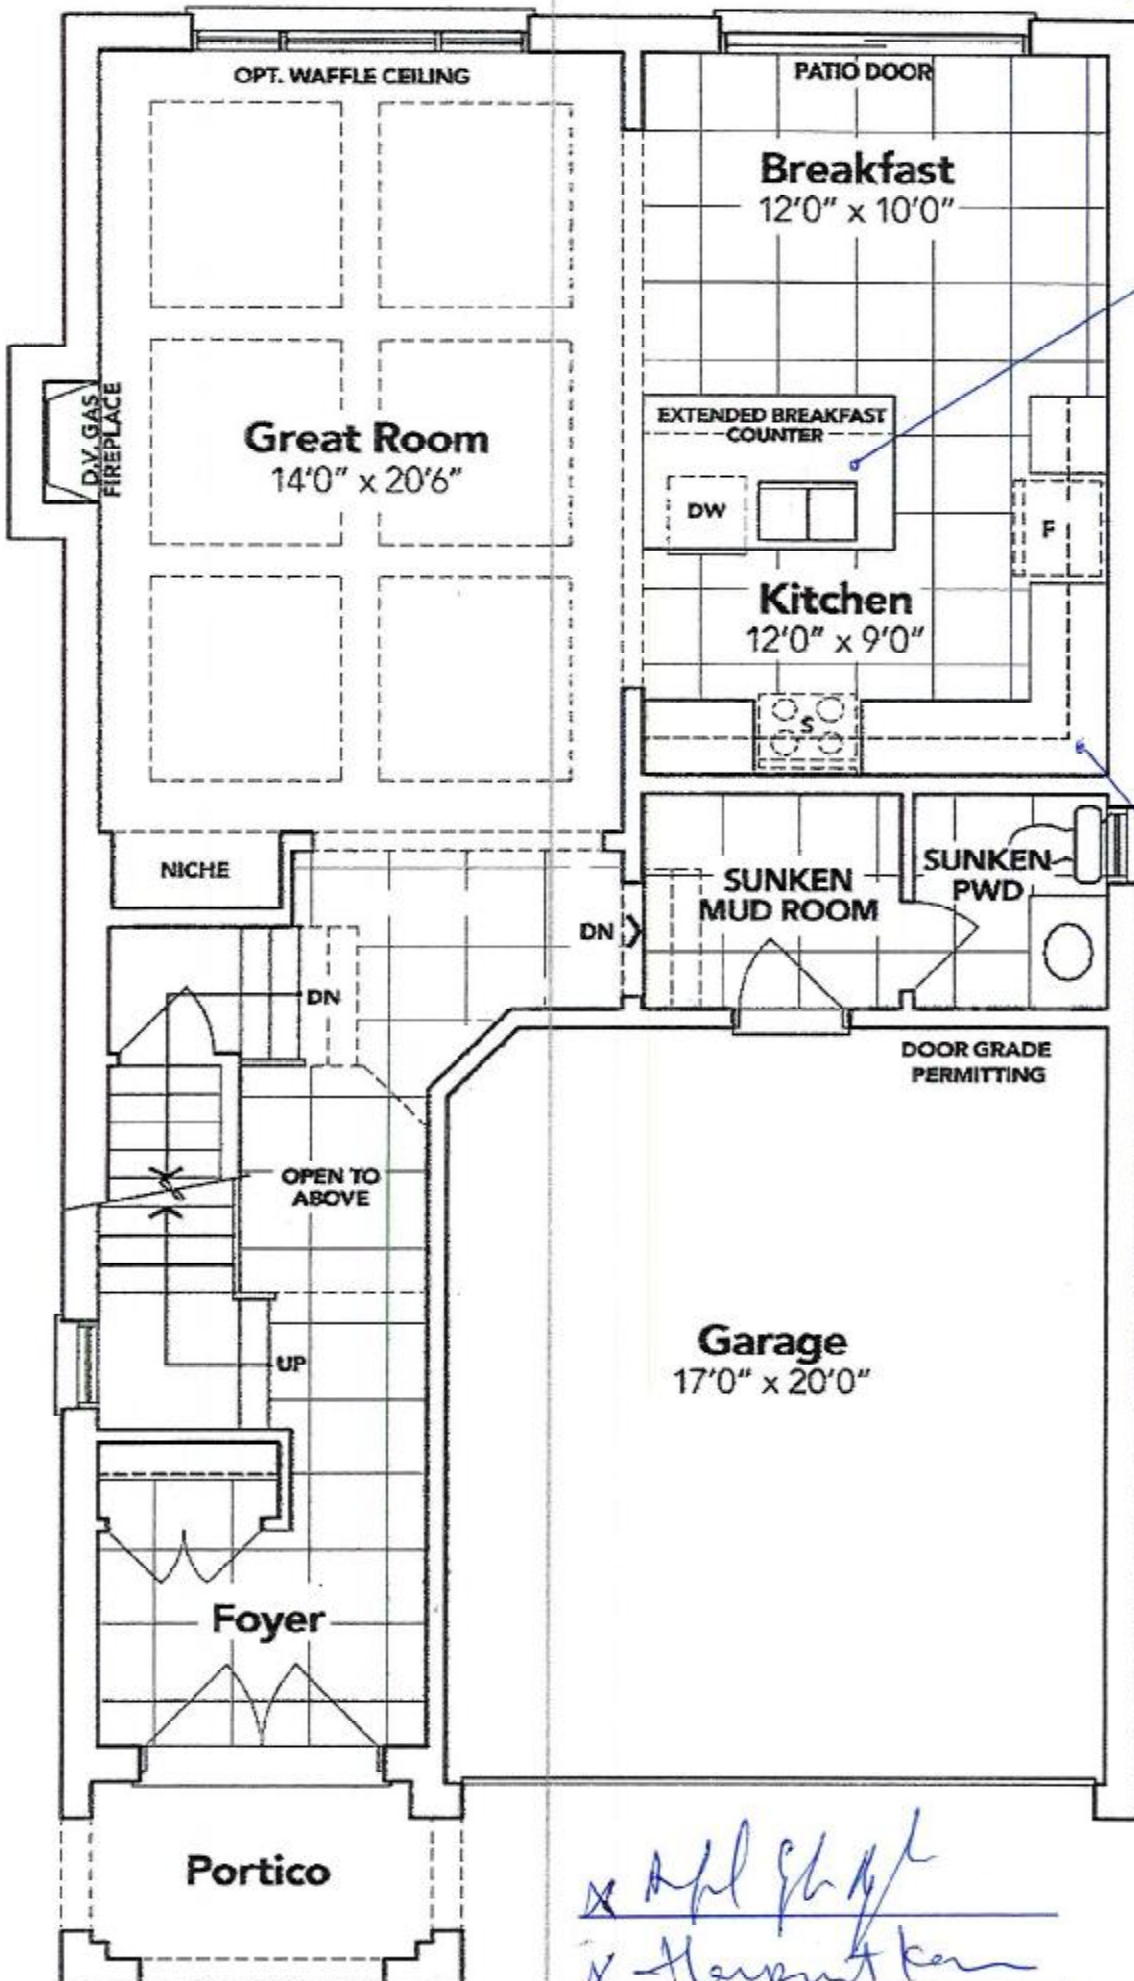 OPT. WAFFLE CEILING
PATIO DOOR
Breakfast
12'0" x 10'0"
D.V. GAS
FIREPLACE
Great Room
14'0" x 20'6"
EXTENDED BREAKFAST
COUNTER
DW
F
Kitchen
12'0" x 9'0"
S
NICHE
SUNKEN
MUD ROOM
SUNKEN
PWD
DN
DN
DOOR GRADE
PERMITTING
OPEN TO
ABOVE
UP
Garage
17'0" x 20'0"
Foyer
Portico
x
x